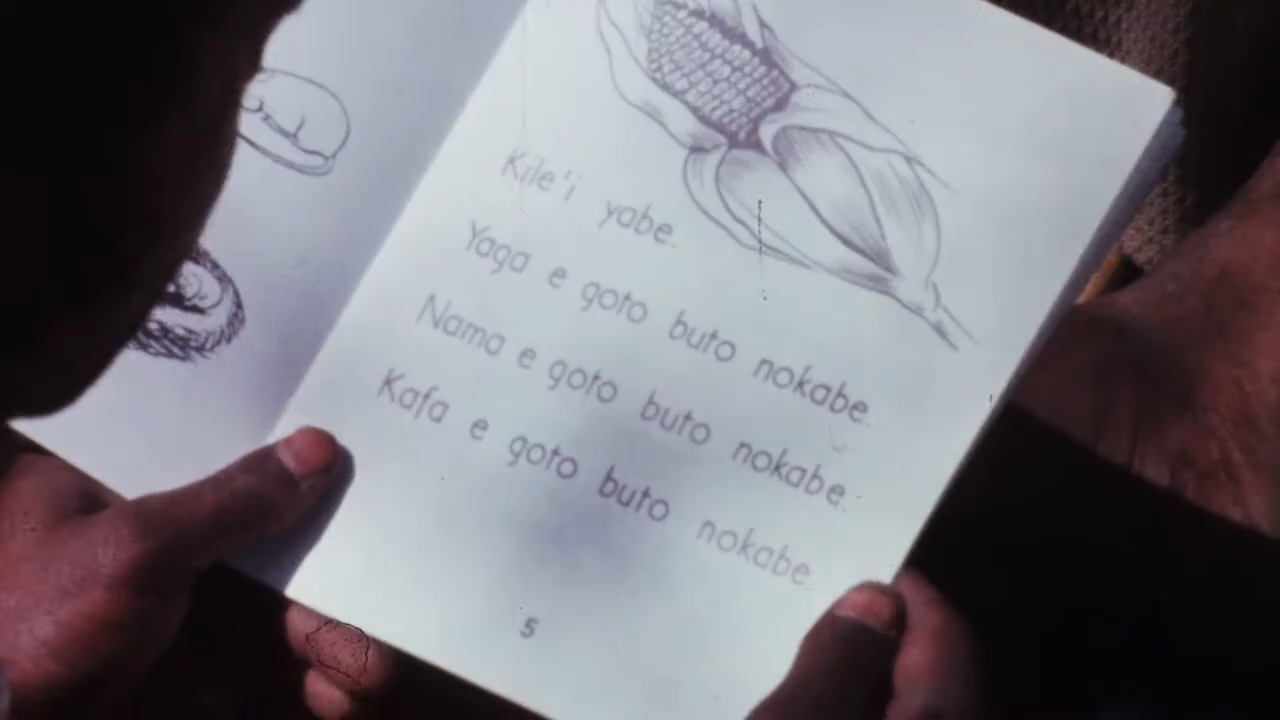 Kile'i yabe.
Yaga e goto buto nokabe.
Nama e goto buto nokabe.
Kafa e goto buto nokabe.
5